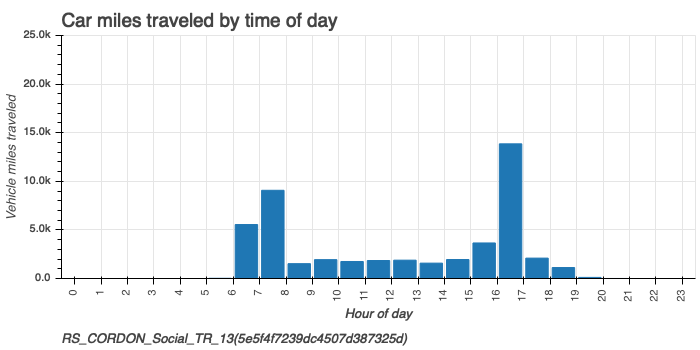 Car miles traveled by time of day
25.0k
20.0k
15.0k
10.0k
5.0k
0.0
Vehicle miles traveled
0 1 2 3 4 5 6 7 8 9 10 11 12 13 14 15 16 17 18 19 20 21 22 23
Hour of day
RS_CORDON_Social_TR_13(5e5f4f7239dc4507d387325d)